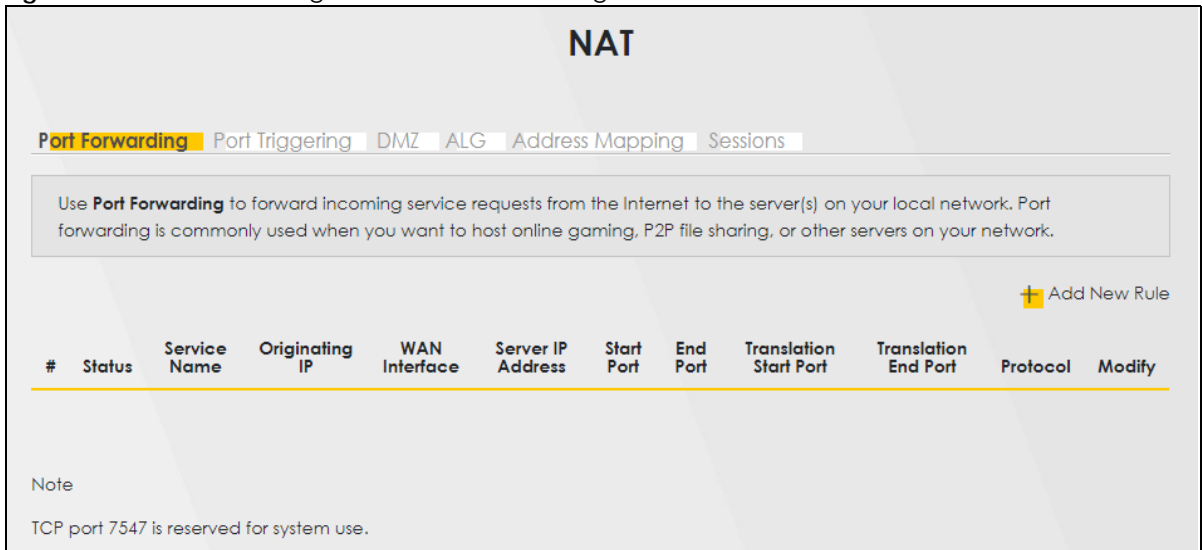 NAT
Port Forwarding Port Triggering DMZ ALG Address Mapping Sessions
Use Port Forwarding to forward incoming service requests from the Internet to the server(s) on your local network. Port
forwarding is commonly used when you want to host online gaming, P2P file sharing, or other servers on your network.
+ Add New Rule
# Status Service Name Originating IP WAN Interface Server IP Address Start Port End Port Translation Start Port Translation End Port Protocol Modify
Note
TCP port 7547 is reserved for system use.